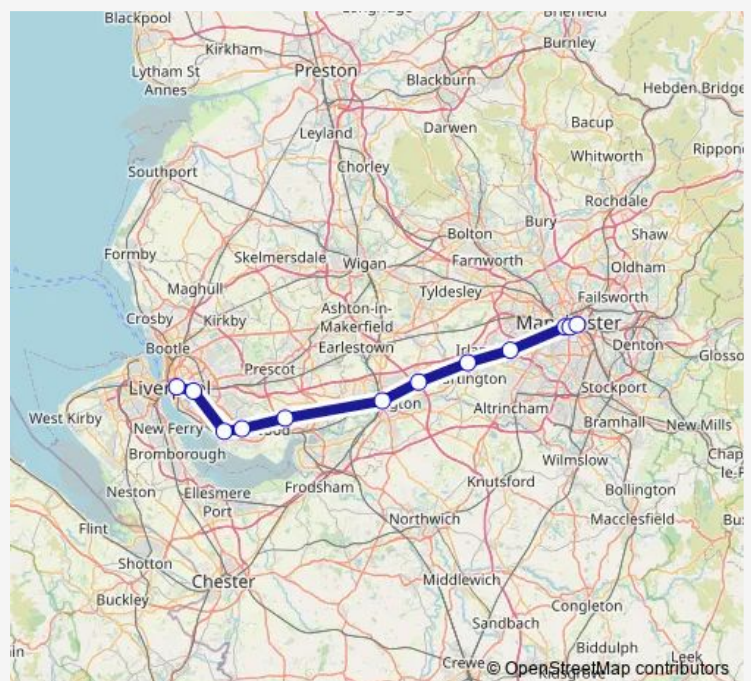 Blackpool
Brierfield
Kirkham
Burnley
Preston
Lytham St
Annes
Blackburn
Hebden Bridge
Leyland
Darwen
Bacup
Chorley
Whitworth
Southport
Rochdale
Bury
Shaw
Bolton
Formby
Skelmersdale
Wigan
Farnworth
Oldham
Maghull
Tyldesley
Failsworth
Crosby
Kirkby
Ashton-in-
Makerfield
Bootle
Earlestown
Denton
Prescot
Stockport
West Kirby
New Ferry
Altrincham
Bramhall
New Mills
Bromborough
Wilmslow
Neston
Ellesmere
Port
Frodsham
Knutsford
Bollington
Flint
Northwich
Macclesfield
Shotton
Chester
Middlewich
Buckley
Congleton
Sandbach
Biddulph
Leek
Crewe
© OpenStreetMap contributors